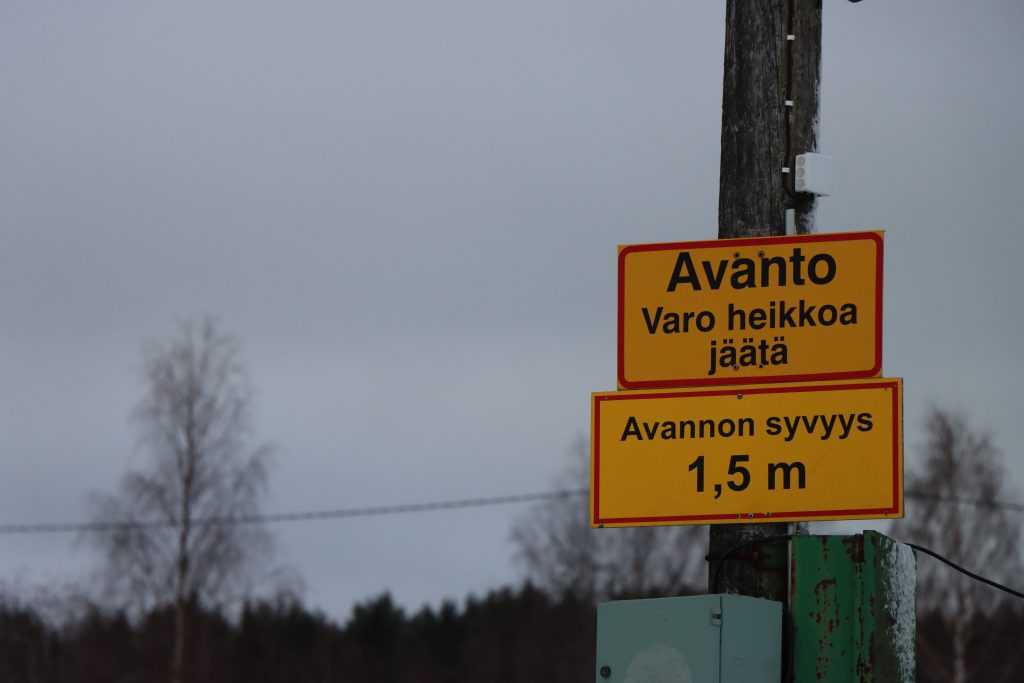 Avanto
Varo heikkoa
jäätä
Avannon syvyys
1,5 m